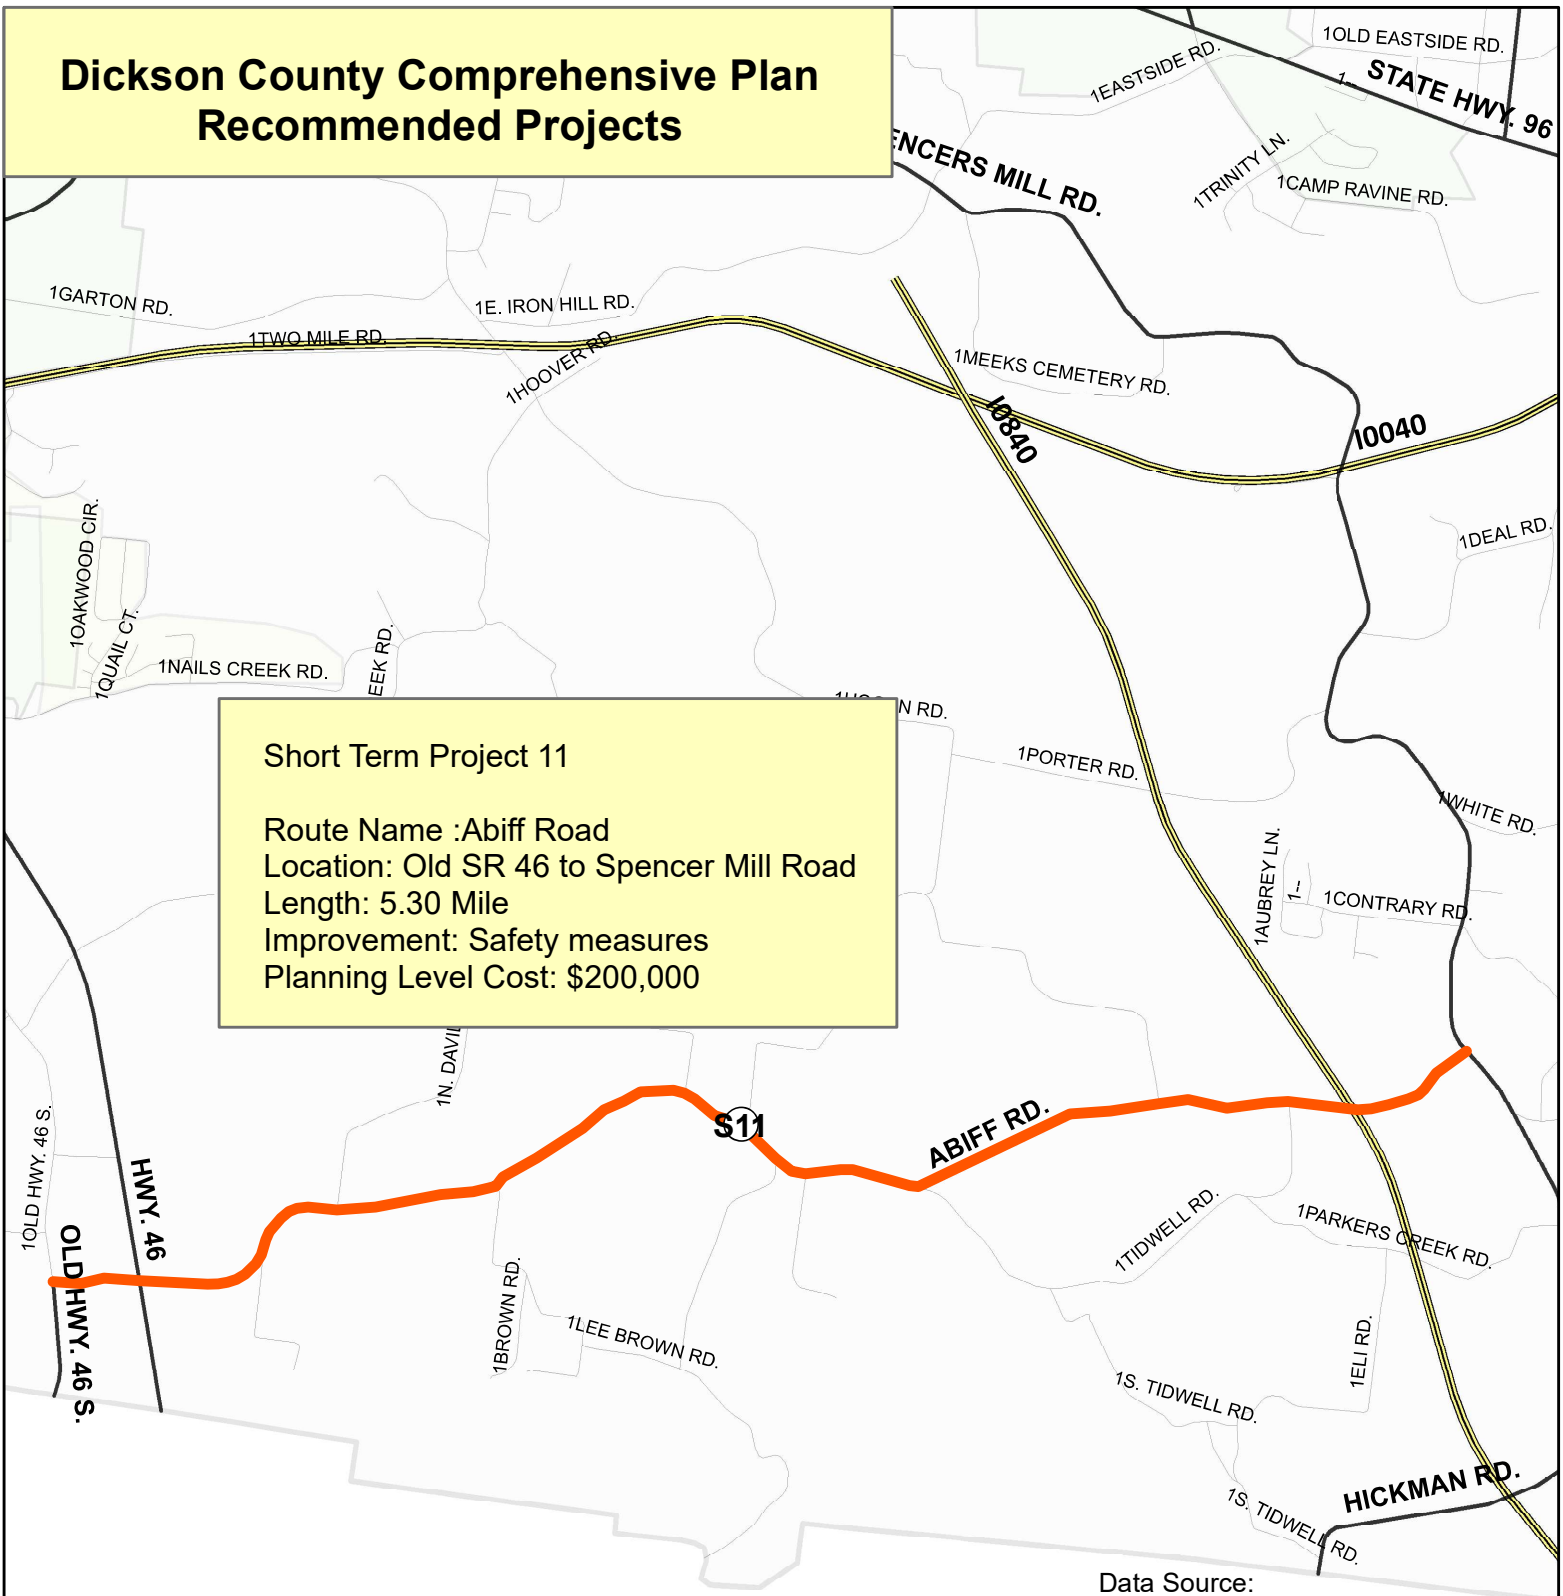 Dickson County Comprehensive Plan
Recommended Projects
1OLD EASTSIDE RD.
1EASTSIDE RD.
1--
STATE HWY. 96
ENCERS MILL RD.
1TRINITY LN.
1CAMP RAVINE RD.
1GARTON RD.
1E. IRON HILL RD.
1TWO MILE RD.
1HOOVER RD.
1MEEKS CEMETERY RD.
I0840
I0040
1DEAL RD.
1OAKWOOD CIR.
1QUAIL CT.
1NAILS CREEK RD.
EEK RD.
N RD.
1PORTER RD.
1WHITE RD.
Short Term Project 11
Route Name :Abiff Road
Location: Old SR 46 to Spencer Mill Road
Length: 5.30 Mile
Improvement: Safety measures
Planning Level Cost: $200,000
1AUBREY LN.
1--
1CONTRARY RD.
1N. DAVI
S11
ABIFF RD.
1OLD HWY. 46 S.
HWY. 46
OLD HWY. 46 S.
1TIDWELL RD.
1PARKERS CREEK RD.
1BROWN RD.
1LEE BROWN RD.
1ELI RD.
1S. TIDWELL RD.
HICKMAN RD.
1S. TIDWELL RD.
Data Source: